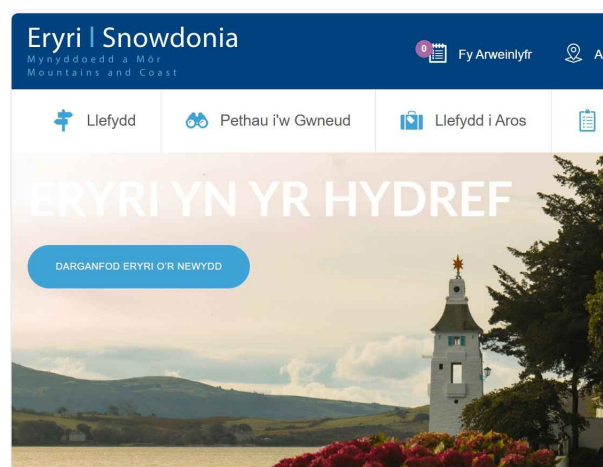 Eryri | Snowdonia
Mynyddoedd a Môr
Mountains and Coast
0 Fy Arweinlyfr
A
Llefydd
Pethau i'w Gwneud
Llefydd i Aros
ERYRI YN YR HYDREF
DARGANFOD ERYRI O'R NEWYDD